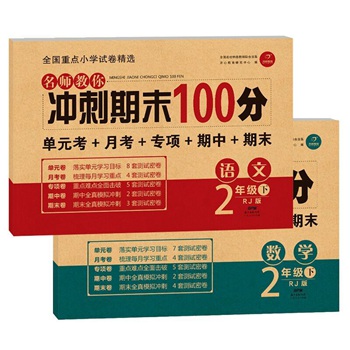 全国重点小学试卷精选
名师教你
冲刺期末100分
单元考+月考+专项+期中+期末
语文
2年级下
RJ版
单元卷 落实单元学习目标 8套测试密卷
月考卷 梳理每月学习重点 4套测试密卷
专项卷 重点难点全面击破 5套测试密卷
期中卷 期中全真模拟冲刺 2套测试密卷
期末卷 期末全真模拟冲刺 3套测试密卷
100分
期末
数学
2年级下
RJ版
单元卷 落实单元学习目标 7套测试密卷
月考卷 梳理每月学习重点 4套测试密卷
专项卷 重点难点全面击破 4套测试密卷
期中卷 期中全真模拟冲刺 2套测试密卷
期末卷 期末全真模拟冲刺 5套测试密卷